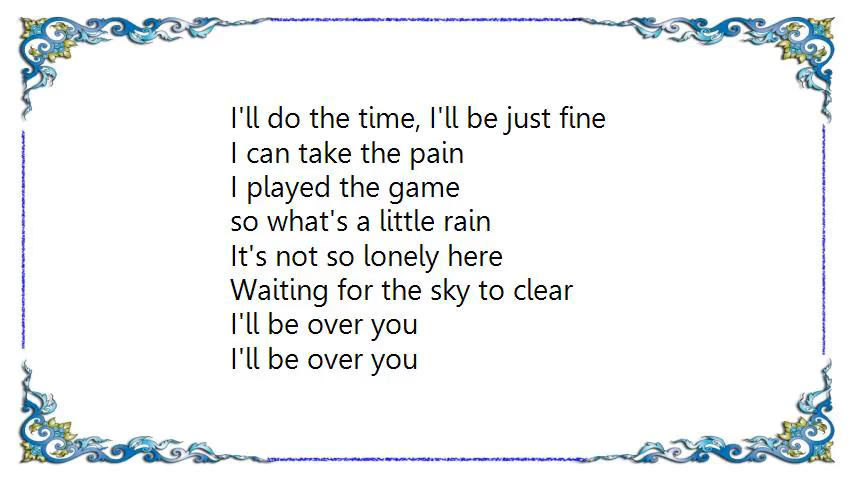 I'll do the time, I'll be just fine
I can take the pain
I played the game
so what's a little rain
It's not so lonely here
Waiting for the sky to clear
I'll be over you
I'll be over you